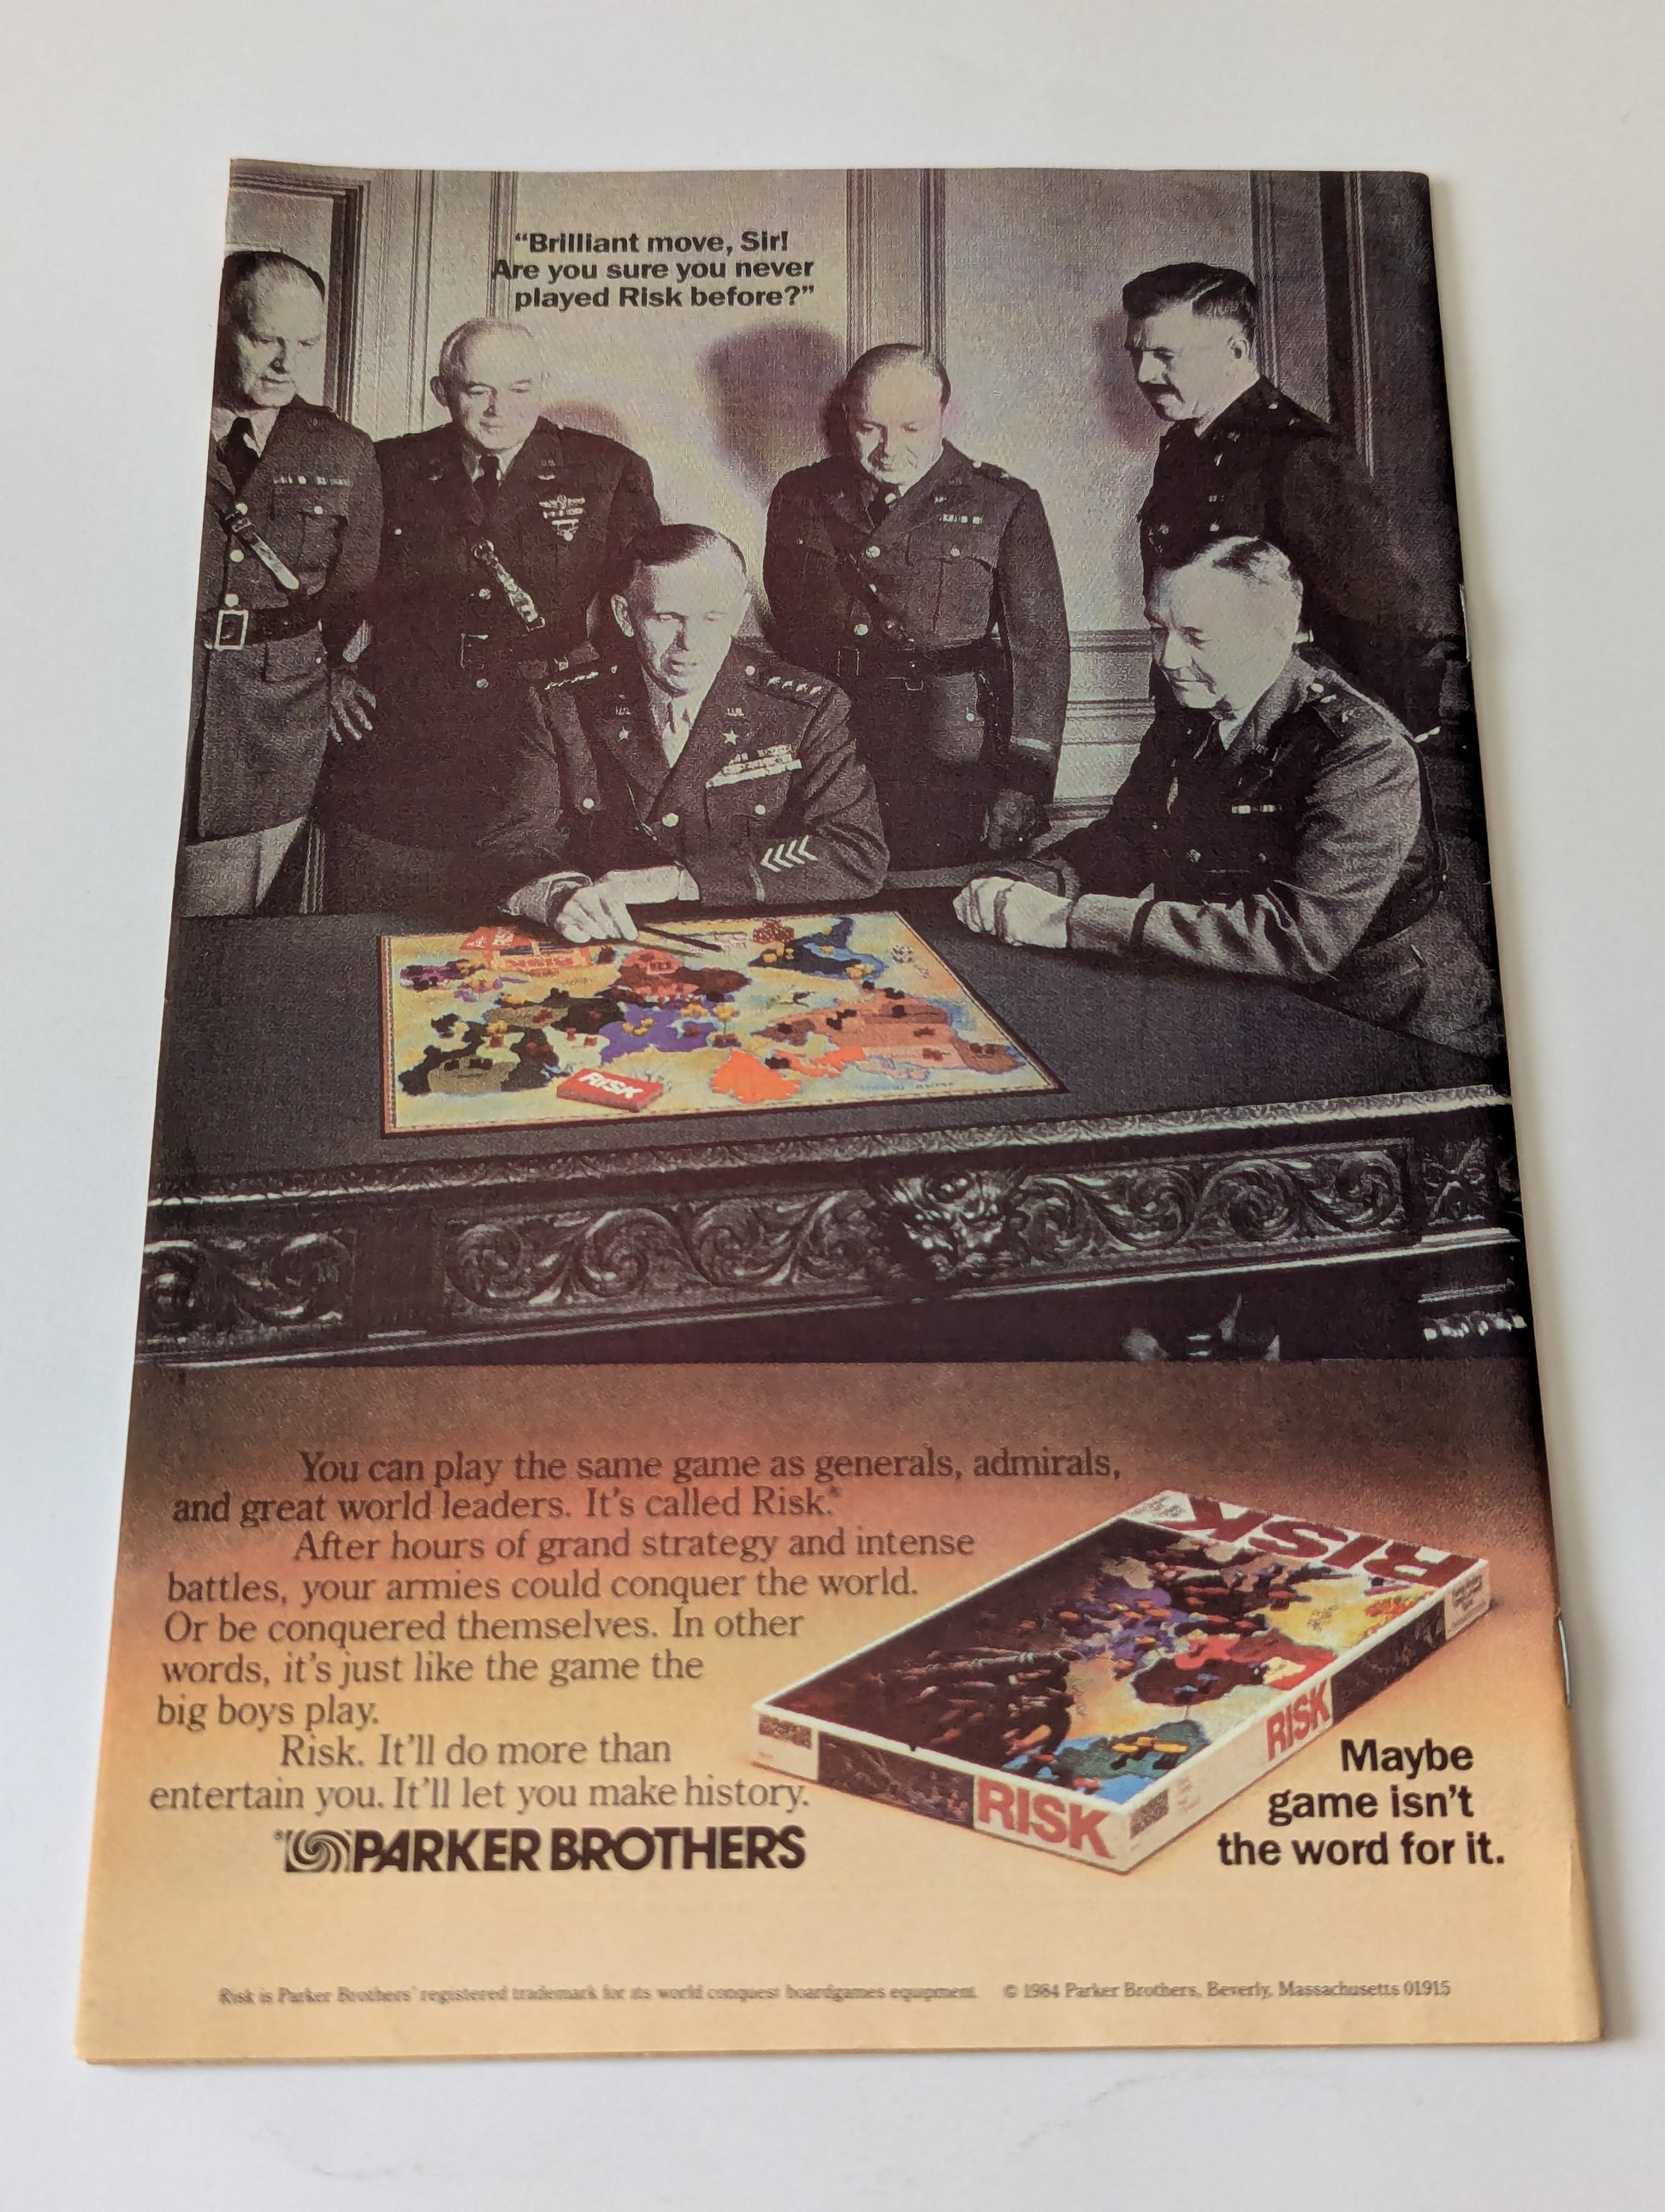 “Brilliant move, Sir!
Are you sure you never
played Risk before?”
RISK
You can play the same game as generals, admirals,
and great world leaders. It's called Risk.®
After hours of grand strategy and intense
battles, your armies could conquer the world.
Or be conquered themselves. In other
words, it's just like the game the
big boys play.
Risk. It'll do more than
entertain you. It'll let you make history.
PARKER BROTHERS
RISK
RISK
RISK
RISK
Maybe
game isn't
the word for it.
Risk is Parker Brothers' registered trademark for its world conquest boardgames equipment. © 1984 Parker Brothers, Beverly, Massachusetts 01915